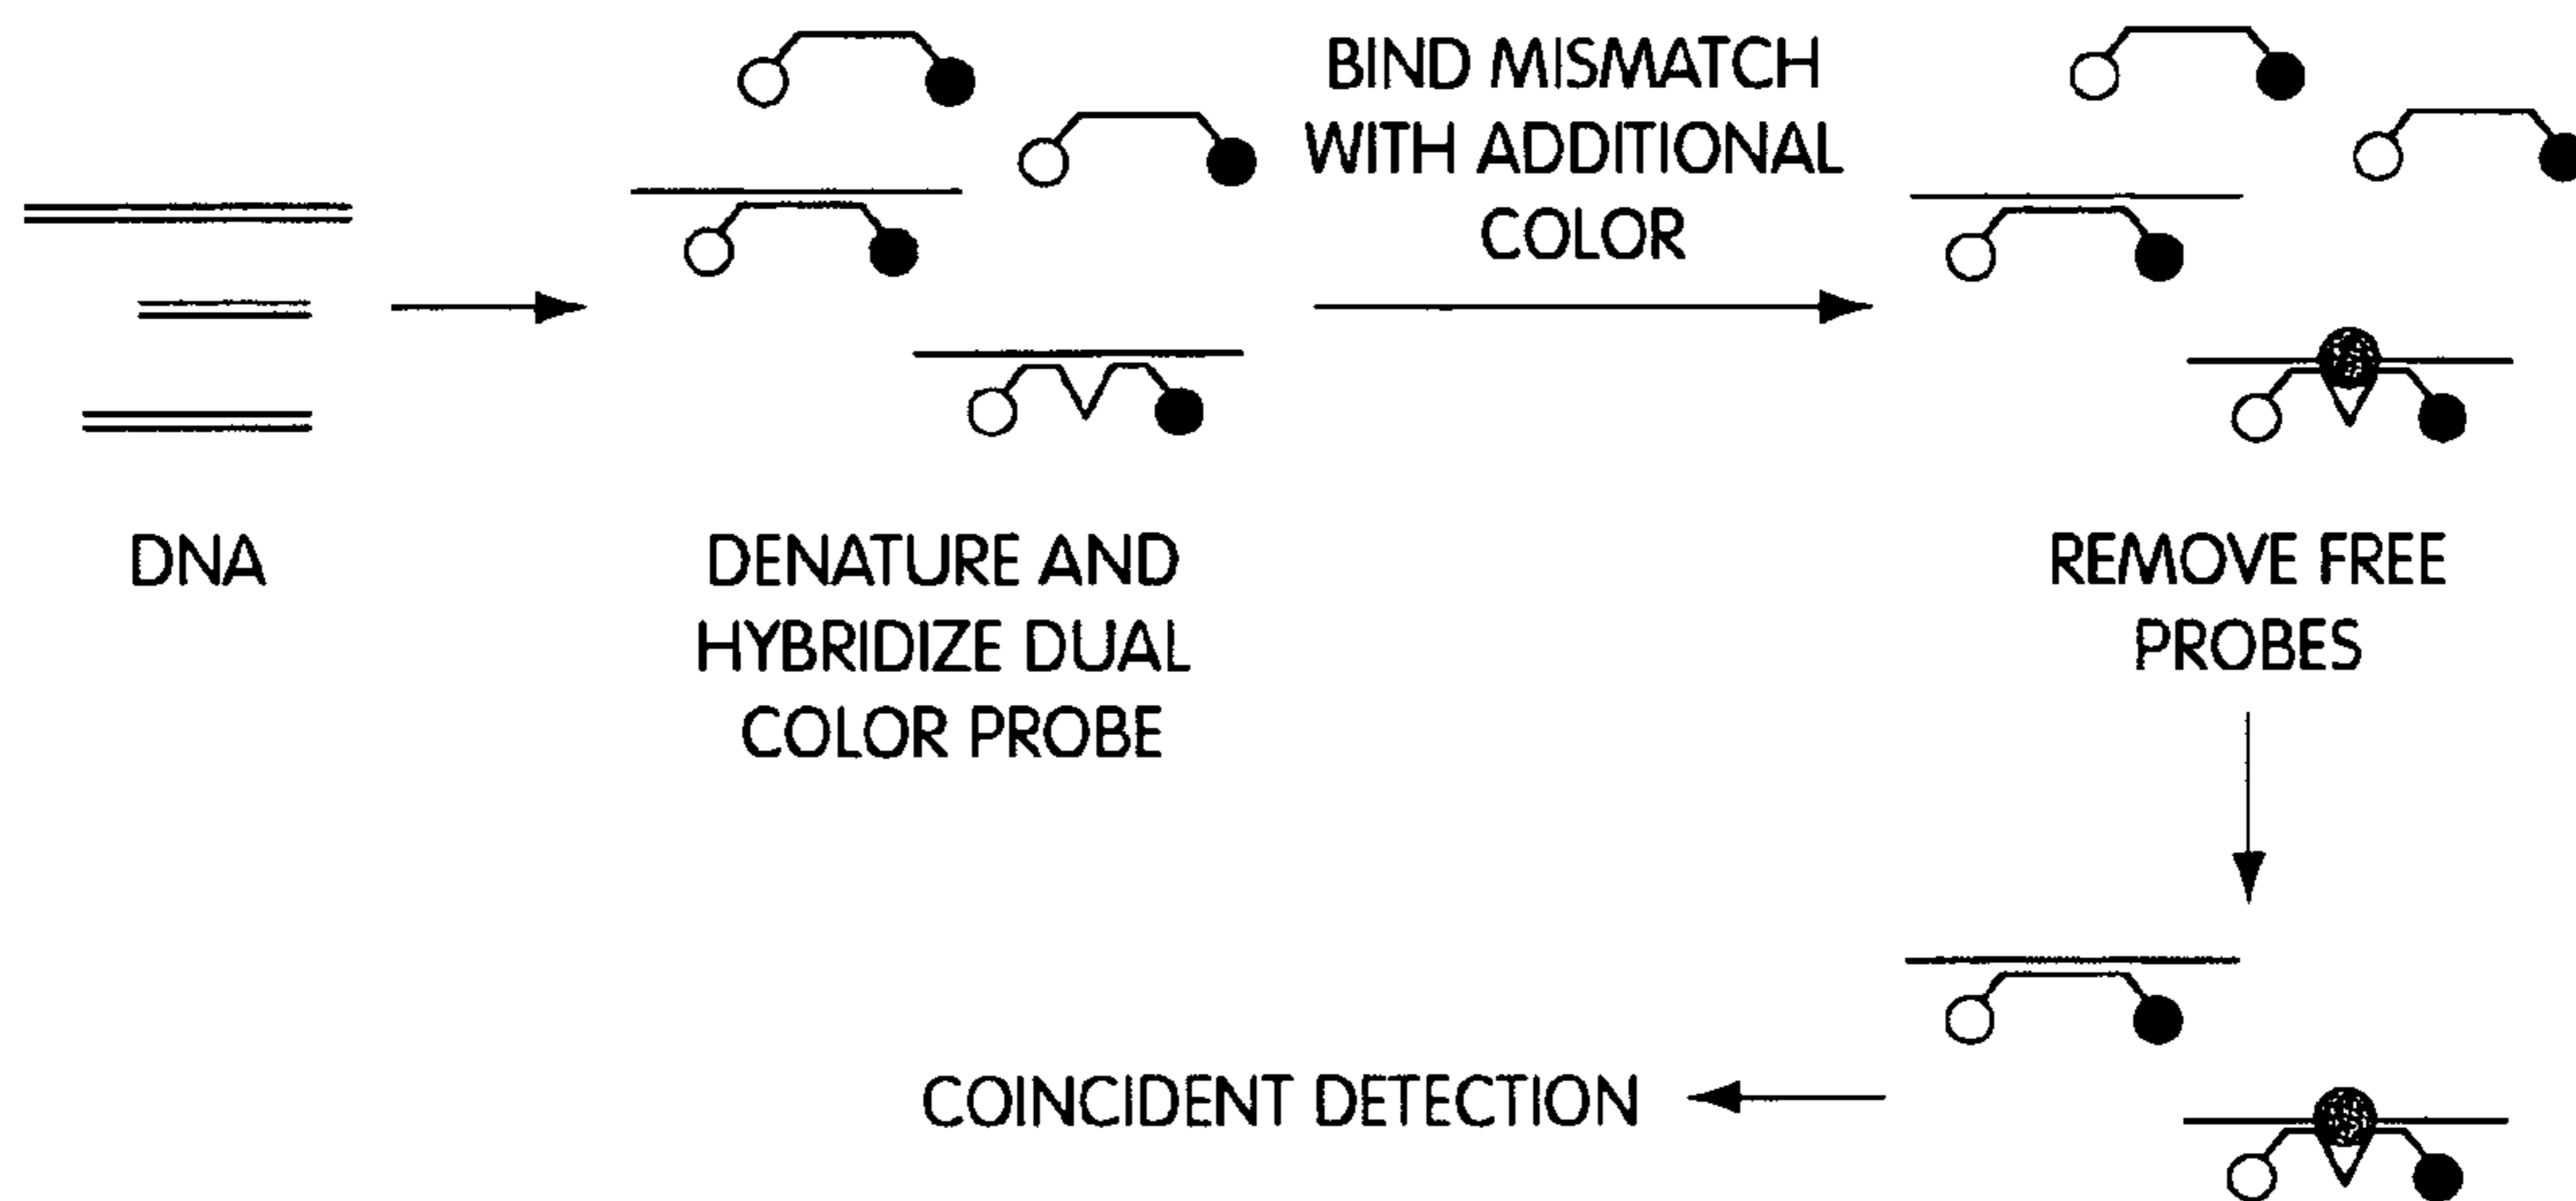 BIND MISMATCH
WITH ADDITIONAL
COLOR
DNA
DENATURE AND
HYBRIDIZE DUAL
COLOR PROBE
REMOVE FREE
PROBES
COINCIDENT DETECTION